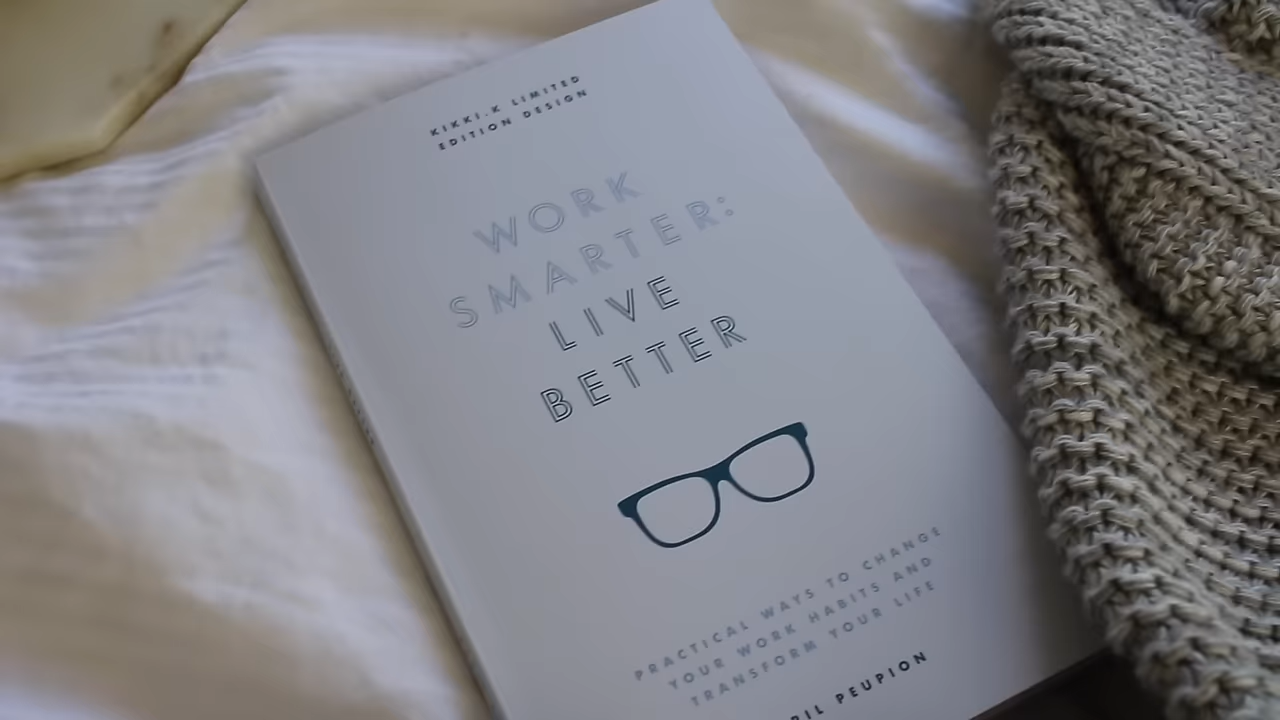 KIKKI.K LIMITED
EDITION DESIGN
WORK
SMARTER:
LIVE
BETTER
PRACTICAL WAYS TO CHANGE
YOUR WORK HABITS AND
TRANSFORM YOUR LIFE
PEUPION